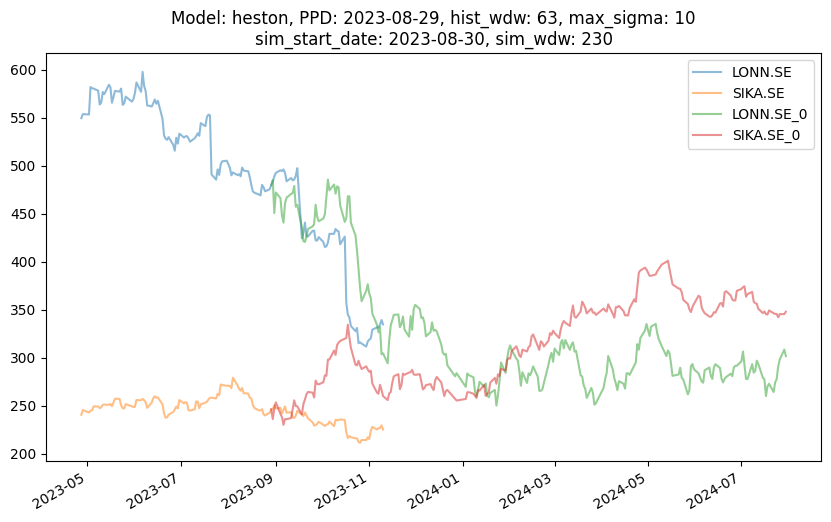 Model: heston, PPD: 2023-08-29, hist_wdw: 63, max_sigma: 10
sim_start_date: 2023-08-30, sim_wdw: 230
LONN.SE
SIKA.SE
LONN.SE_0
SIKA.SE_0
600
550
500
450
400
350
300
250
200
2023-05
2023-07
2023-09
2023-11
2024-01
2024-03
2024-05
2024-07